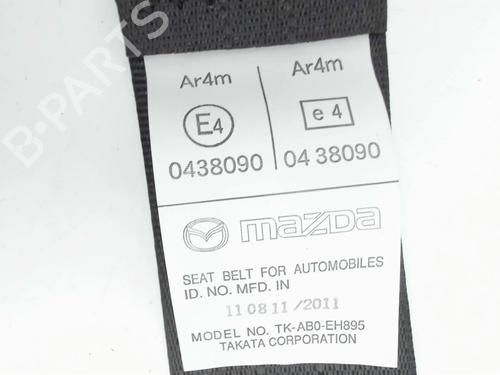 B-PARTS
Ar4m Ar4m
E4 e 4
0438090 04 38090
mazda
SEAT BELT FOR AUTOMOBILES
ID. NO. MFD. IN
11 08 11 / 2011
MODEL NO. TK-AB0-EH895
TAKATA CORPORATION